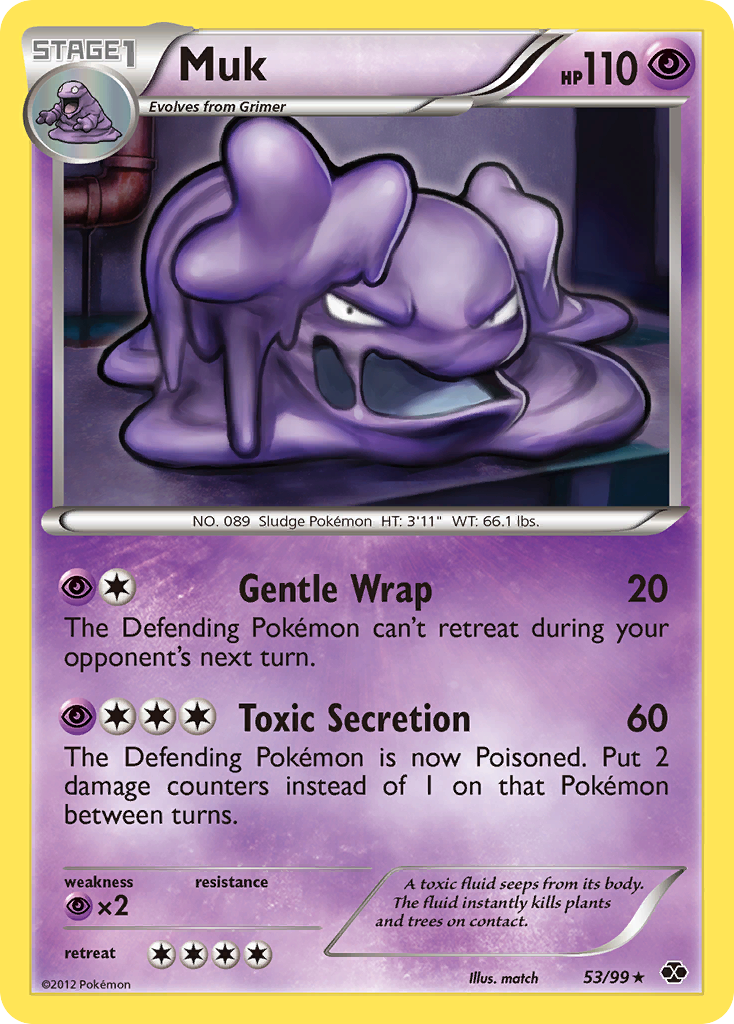 STAGE1
Muk
HP110
Evolves from Grimer
NO. 089 Sludge Pokémon HT: 3'11" WT: 66.1 lbs.
Gentle Wrap 20
The Defending Pokémon can't retreat during your
opponent's next turn.
Toxic Secretion 60
The Defending Pokémon is now Poisoned. Put 2
damage counters instead of 1 on that Pokémon
between turns.
weakness resistance
×2
retreat
A toxic fluid seeps from its body.
The fluid instantly kills plants
and trees on contact.
©2012 Pokémon
Illus. match 53/99 ★